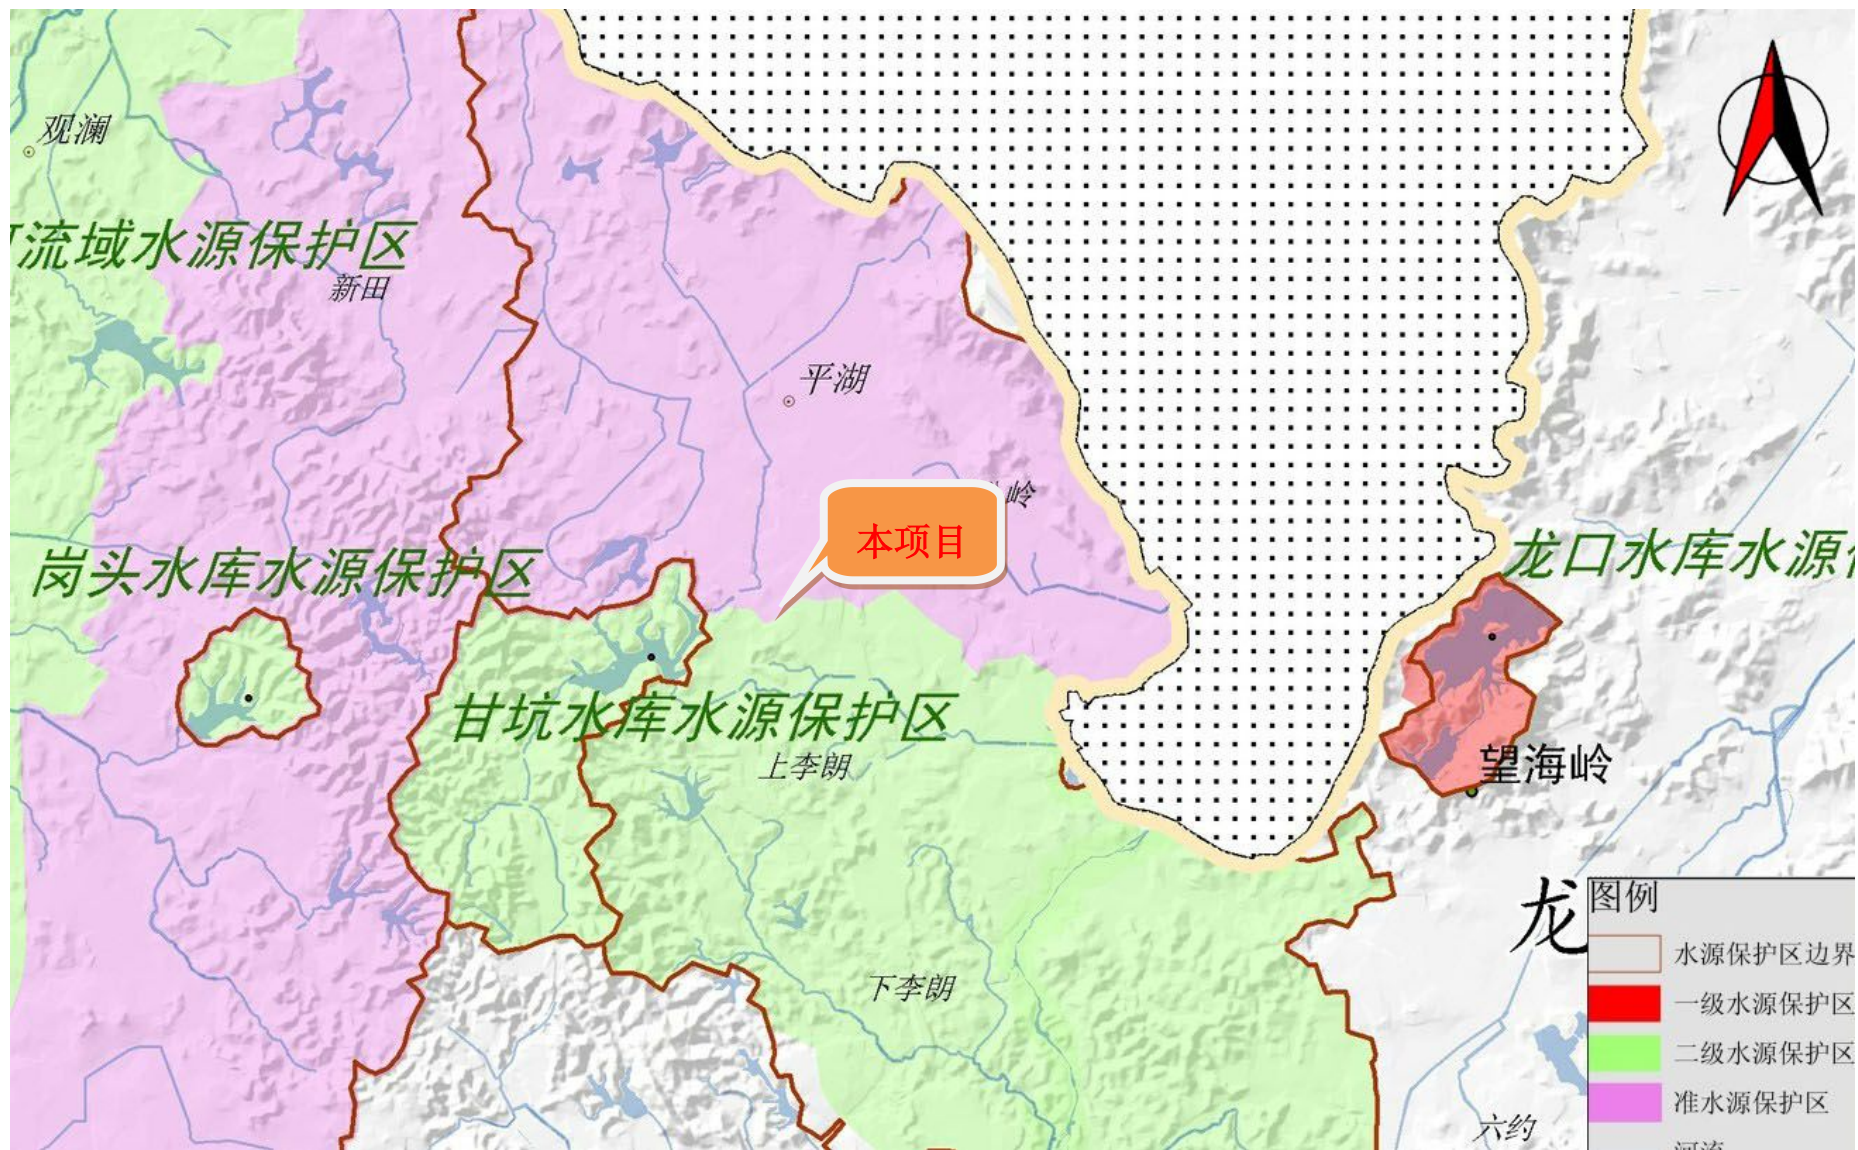 观澜
流域水源保护区
新田
平湖
岭
本项目
岗头水库水源保护区
龙口水库水源
甘坑水库水源保护区
上李朗
望海岭
下李朗
龙
六约
图例
水源保护区边界
一级水源保护区
二级水源保护区
准水源保护区